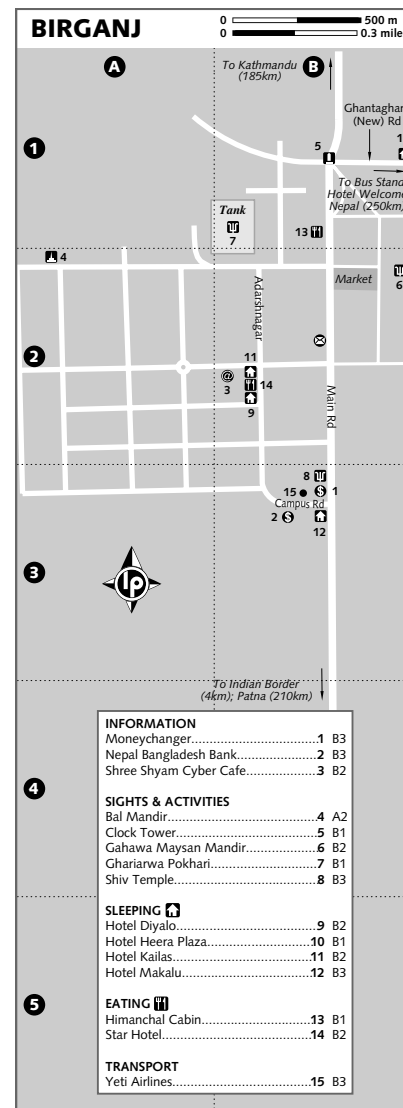 BIRGANJ
0 500 m
0 0.3 mile
A
B
To Kathmandu
(185km)
Ghantaghar
(New) Rd
1
5
To Bus Stand
Hotel Welcome
Nepal (250km)
Tank
7
13
4
Market
6
Adarshnagar
2
11
@
3
14
9
Main Rd
8
15
$ 1
Campus Rd
2 $
12
3
lp
To Indian Border
(4km); Patna (210km)
4
5
INFORMATION
Moneychanger 1 B3
Nepal Bangladesh Bank 2 B3
Shree Shyam Cyber Cafe 3 B2
SIGHTS & ACTIVITIES
Bal Mandir 4 A2
Clock Tower 5 B1
Gahawa Maysan Mandir 6 B2
Ghariarwa Pokhari 7 B1
Shiv Temple 8 B3
SLEEPING
Hotel Diyalo 9 B2
Hotel Heera Plaza 10 B1
Hotel Kailas 11 B2
Hotel Makalu 12 B3
EATING
Himanchal Cabin 13 B1
Star Hotel 14 B2
TRANSPORT
Yeti Airlines 15 B3